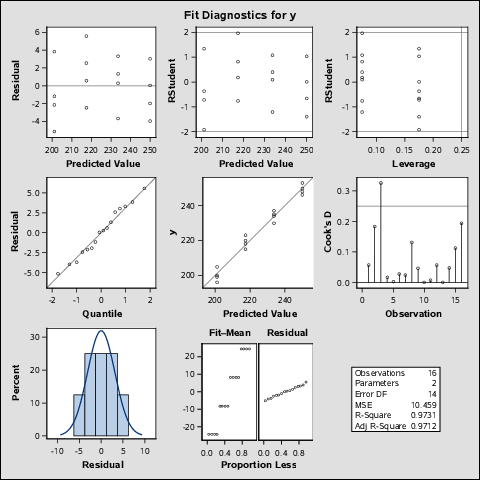 Fit Diagnostics for y
Residual
6
4
2
0
-2
-4
200 210 220 230 240 250
Predicted Value
RStudent
2
1
0
-1
-2
200 210 220 230 240 250
Predicted Value
RStudent
2
1
0
-1
-2
0.10 0.15 0.20 0.25
Leverage
Residual
5.0
2.5
0.0
-2.5
-5.0
-2 -1 0 1 2
Quantile
y
240
220
200
200 220 240
Predicted Value
Cook's D
0.3
0.2
0.1
0.0
0 5 10 15
Observation
Percent
30
20
10
0
-10 -5 0 5 10
Residual
Fit–Mean Residual
20
10
0
-10
-20
0.0 0.4 0.8 0.0 0.4 0.8
Proportion Less
Observations 16
Parameters 2
Error DF 14
MSE 10.459
R-Square 0.9731
Adj R-Square 0.9712